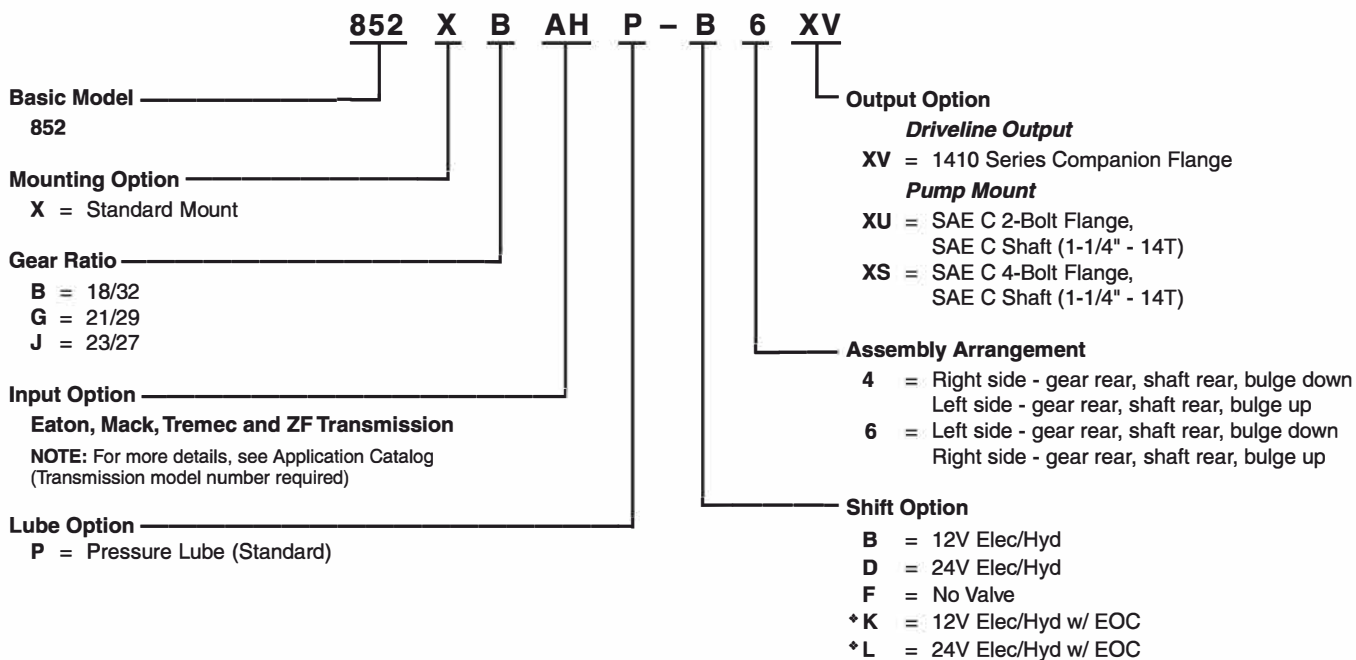 852 X B AH P – B 6 XV
Basic Model
852
Mounting Option
X = Standard Mount
Gear Ratio
B = 18/32
G = 21/29
J = 23/27
Input Option
Eaton, Mack, Tremec and ZF Transmission
NOTE: For more details, see Application Catalog
(Transmission model number required)
Lube Option
P = Pressure Lube (Standard)
Output Option
Driveline Output
XV = 1410 Series Companion Flange
Pump Mount
XU = SAE C 2-Bolt Flange,
SAE C Shaft (1-1/4" - 14T)
XS = SAE C 4-Bolt Flange,
SAE C Shaft (1-1/4" - 14T)
Assembly Arrangement
4 = Right side - gear rear, shaft rear, bulge down
Left side - gear rear, shaft rear, bulge up
6 = Left side - gear rear, shaft rear, bulge down
Right side - gear rear, shaft rear, bulge up
Shift Option
B = 12V Elec/Hyd
D = 24V Elec/Hyd
F = No Valve
❖ K = 12V Elec/Hyd w/ EOC
❖ L = 24V Elec/Hyd w/ EOC